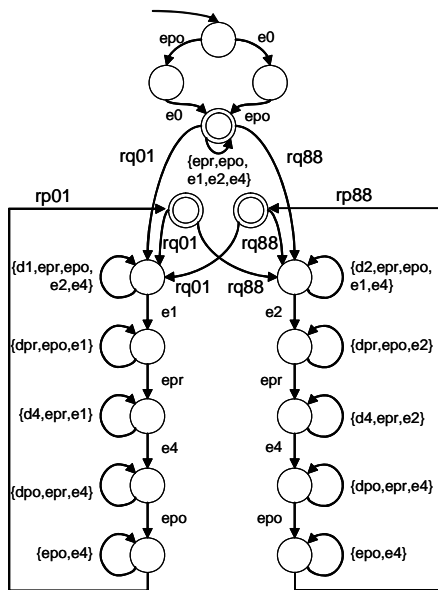 epo
e0
e0
epo
rq01
{epr,epo,
e1,e2,e4}
rq88
rp01
rp88
rq01
rq88
{d1,epr,epo,
e2,e4}
rq01
rq88
{d2,epr,epo,
e1,e4}
e1
e2
{dpr,epo,e1}
{dpr,epo,e2}
epr
epr
{d4,epr,e1}
{d4,epr,e2}
e4
e4
{dpo,epr,e4}
{dpo,epr,e4}
epo
epo
{epo,e4}
{epo,e4}